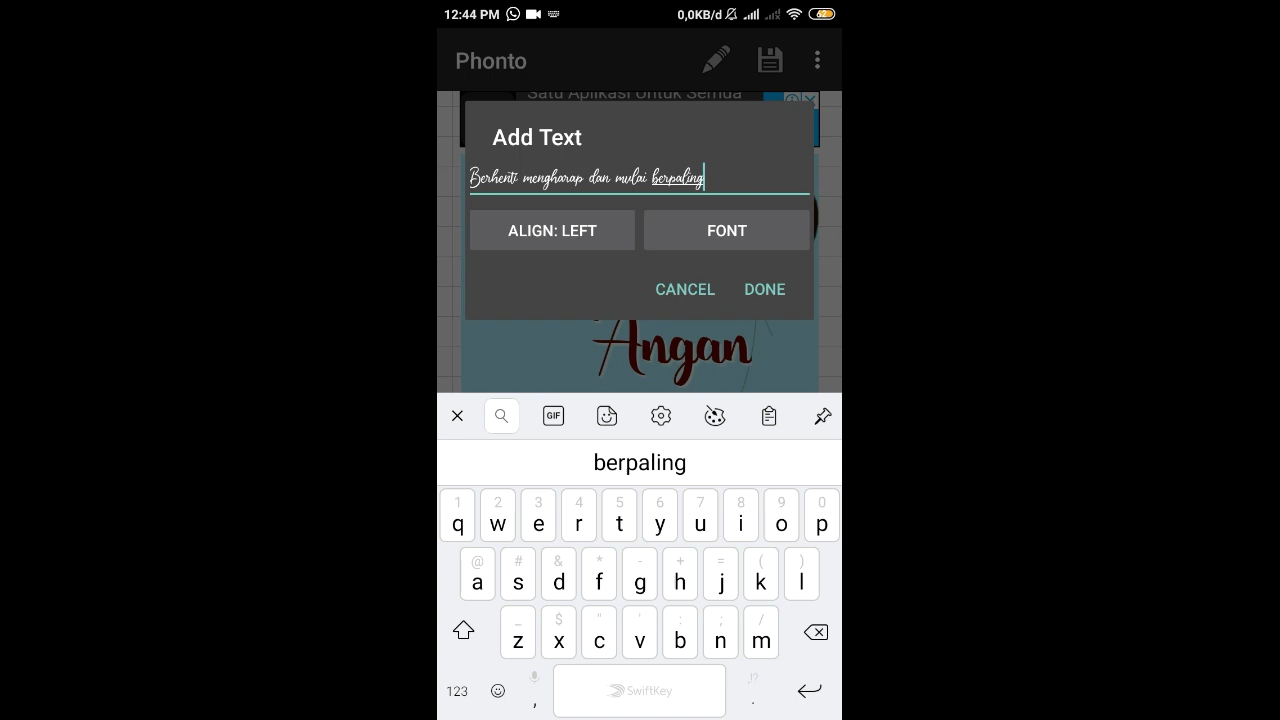 12:44 PM 0,0KB/d 62
Phonto
Satu Aplikasi Untuk Semua
Add Text
Berhenti mengharap dan mulai berpaling
ALIGN: LEFT FONT
CANCEL DONE
Angan
GIF
berpaling
1 2 3 4 5 6 7 8 9 0
q w e r t y u i o p
@ # & * - + = ( )
a s d f g h j k l
_ $ " ' : ; /
z x c v b n m
123 , SwiftKey !? .